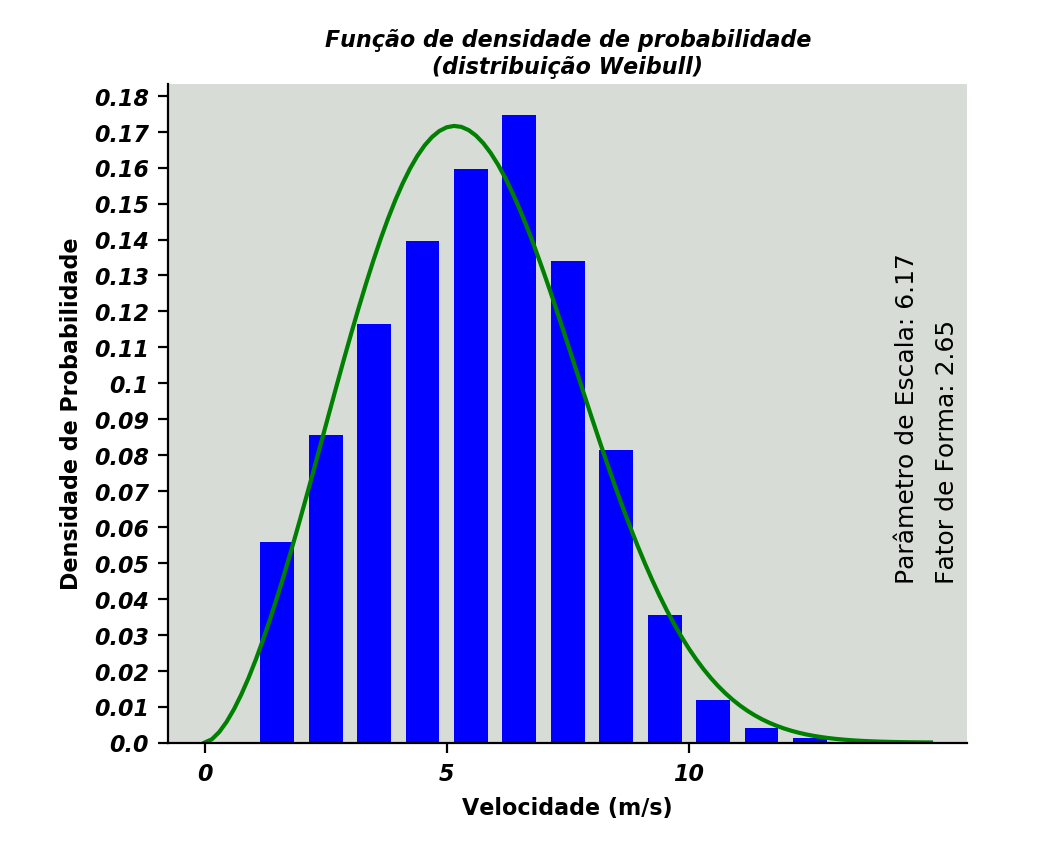 Função de densidade de probabilidade
(distribuição Weibull)
0.18
0.17
0.16
0.15
0.14
0.13
0.12
0.11
0.1
0.09
0.08
0.07
0.06
0.05
0.04
0.03
0.02
0.01
0.0
Densidade de Probabilidade
0 5 10
Velocidade (m/s)
Parâmetro de Escala: 6.17
Fator de Forma: 2.65